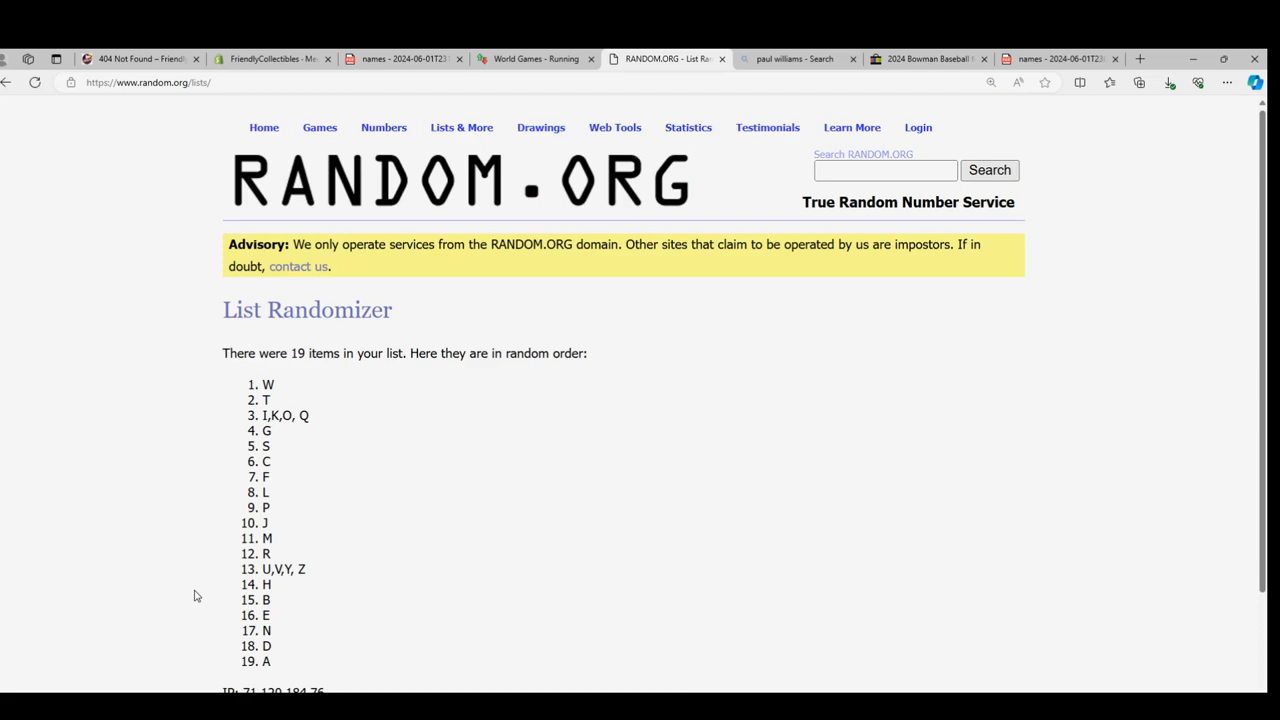 404 Not Found – Friendly
FriendlyCollectibles - Me
names - 2024-06-01T23
World Games - Running
RANDOM.ORG - List Ra
paul williams - Search
2024 Bowman Baseball
names - 2024-06-01T23
https://www.random.org/lists/
Home Games Numbers Lists & More Drawings Web Tools Statistics Testimonials Learn More Login
RANDOM.ORG
Search RANDOM.ORG
Search
True Random Number Service
Advisory: We only operate services from the RANDOM.ORG domain. Other sites that claim to be operated by us are impostors. If in
doubt, contact us.
List Randomizer
There were 19 items in your list. Here they are in random order:
1. W
2. T
3. I,K,O, Q
4. G
5. S
6. C
7. F
8. L
9. P
10. J
11. M
12. R
13. U,V,Y, Z
14. H
15. B
16. E
17. N
18. D
19. A
IP: 71.120.184.76